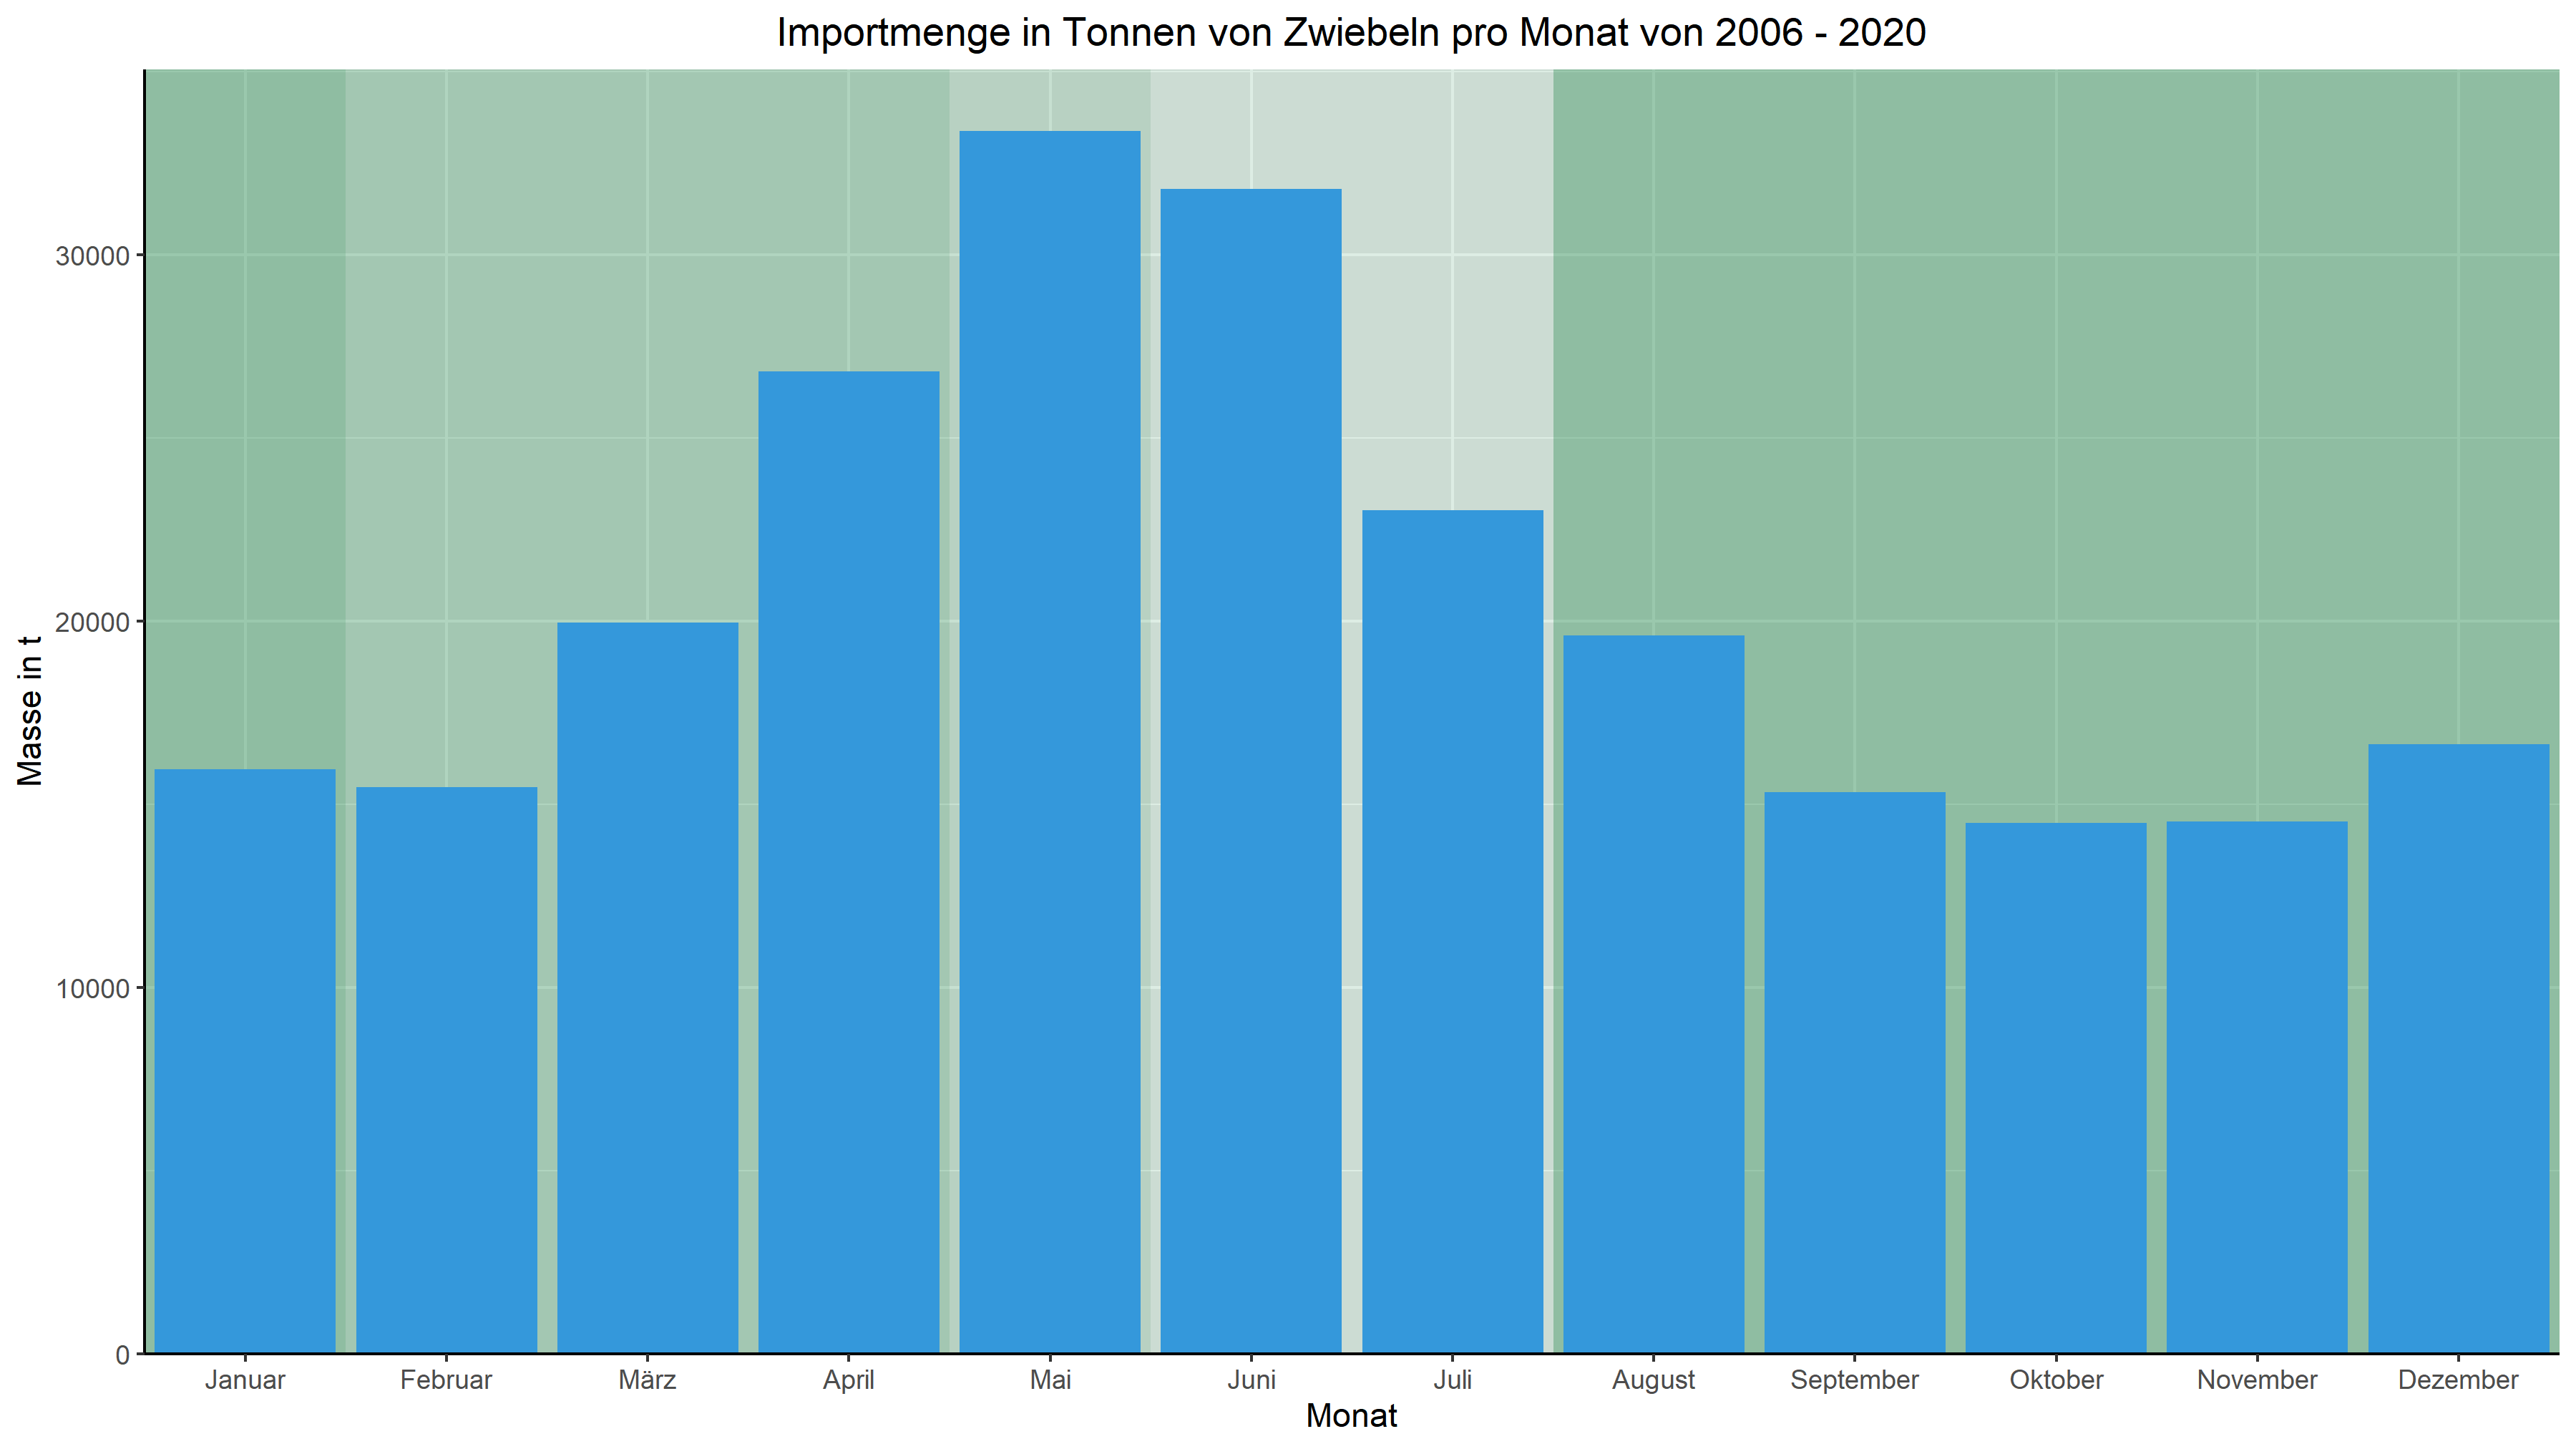 Importmenge in Tonnen von Zwiebeln pro Monat von 2006 - 2020
Masse in t
30000
20000
10000
0
Januar Februar März April Mai Juni Juli August September Oktober November Dezember
Monat